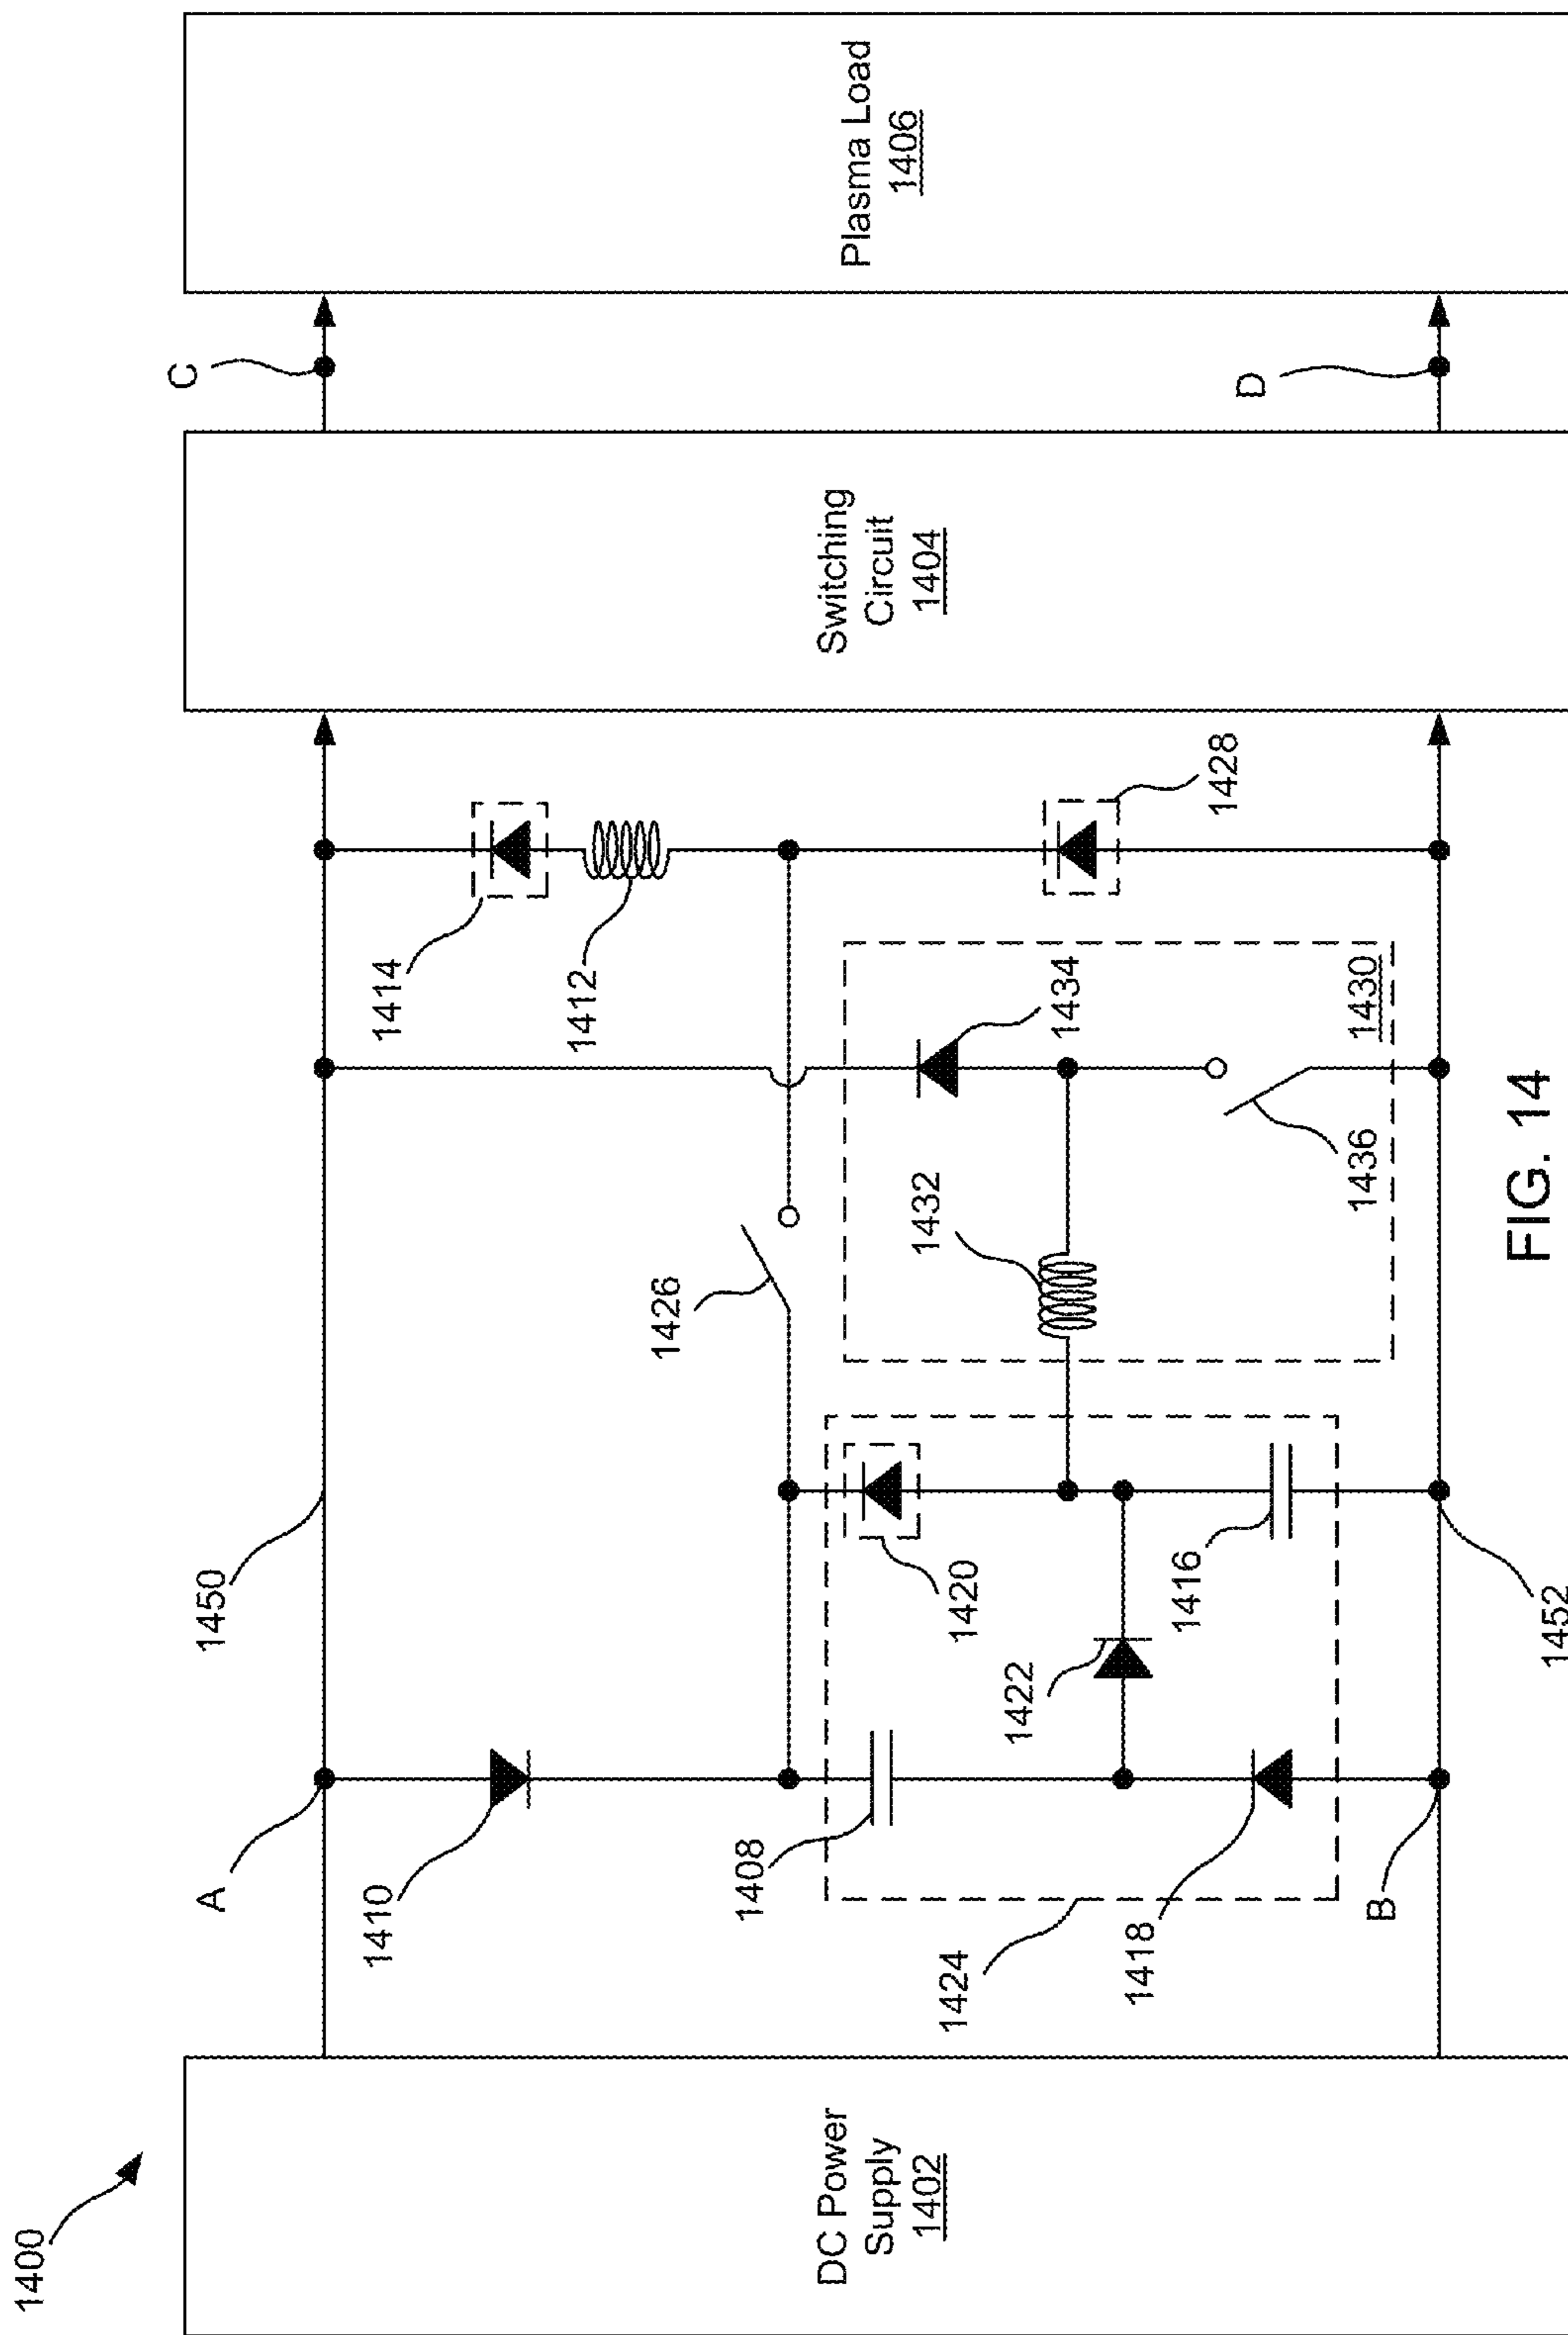 1400
DC Power
Supply
1402
A
1450
1410
1408
1424
1418
B
1420
1422
1416
1452
1426
1432
1436
1434
1430
1414
1412
1428
Switching
Circuit
1404
C
D
Plasma Load
1406
FIG. 14